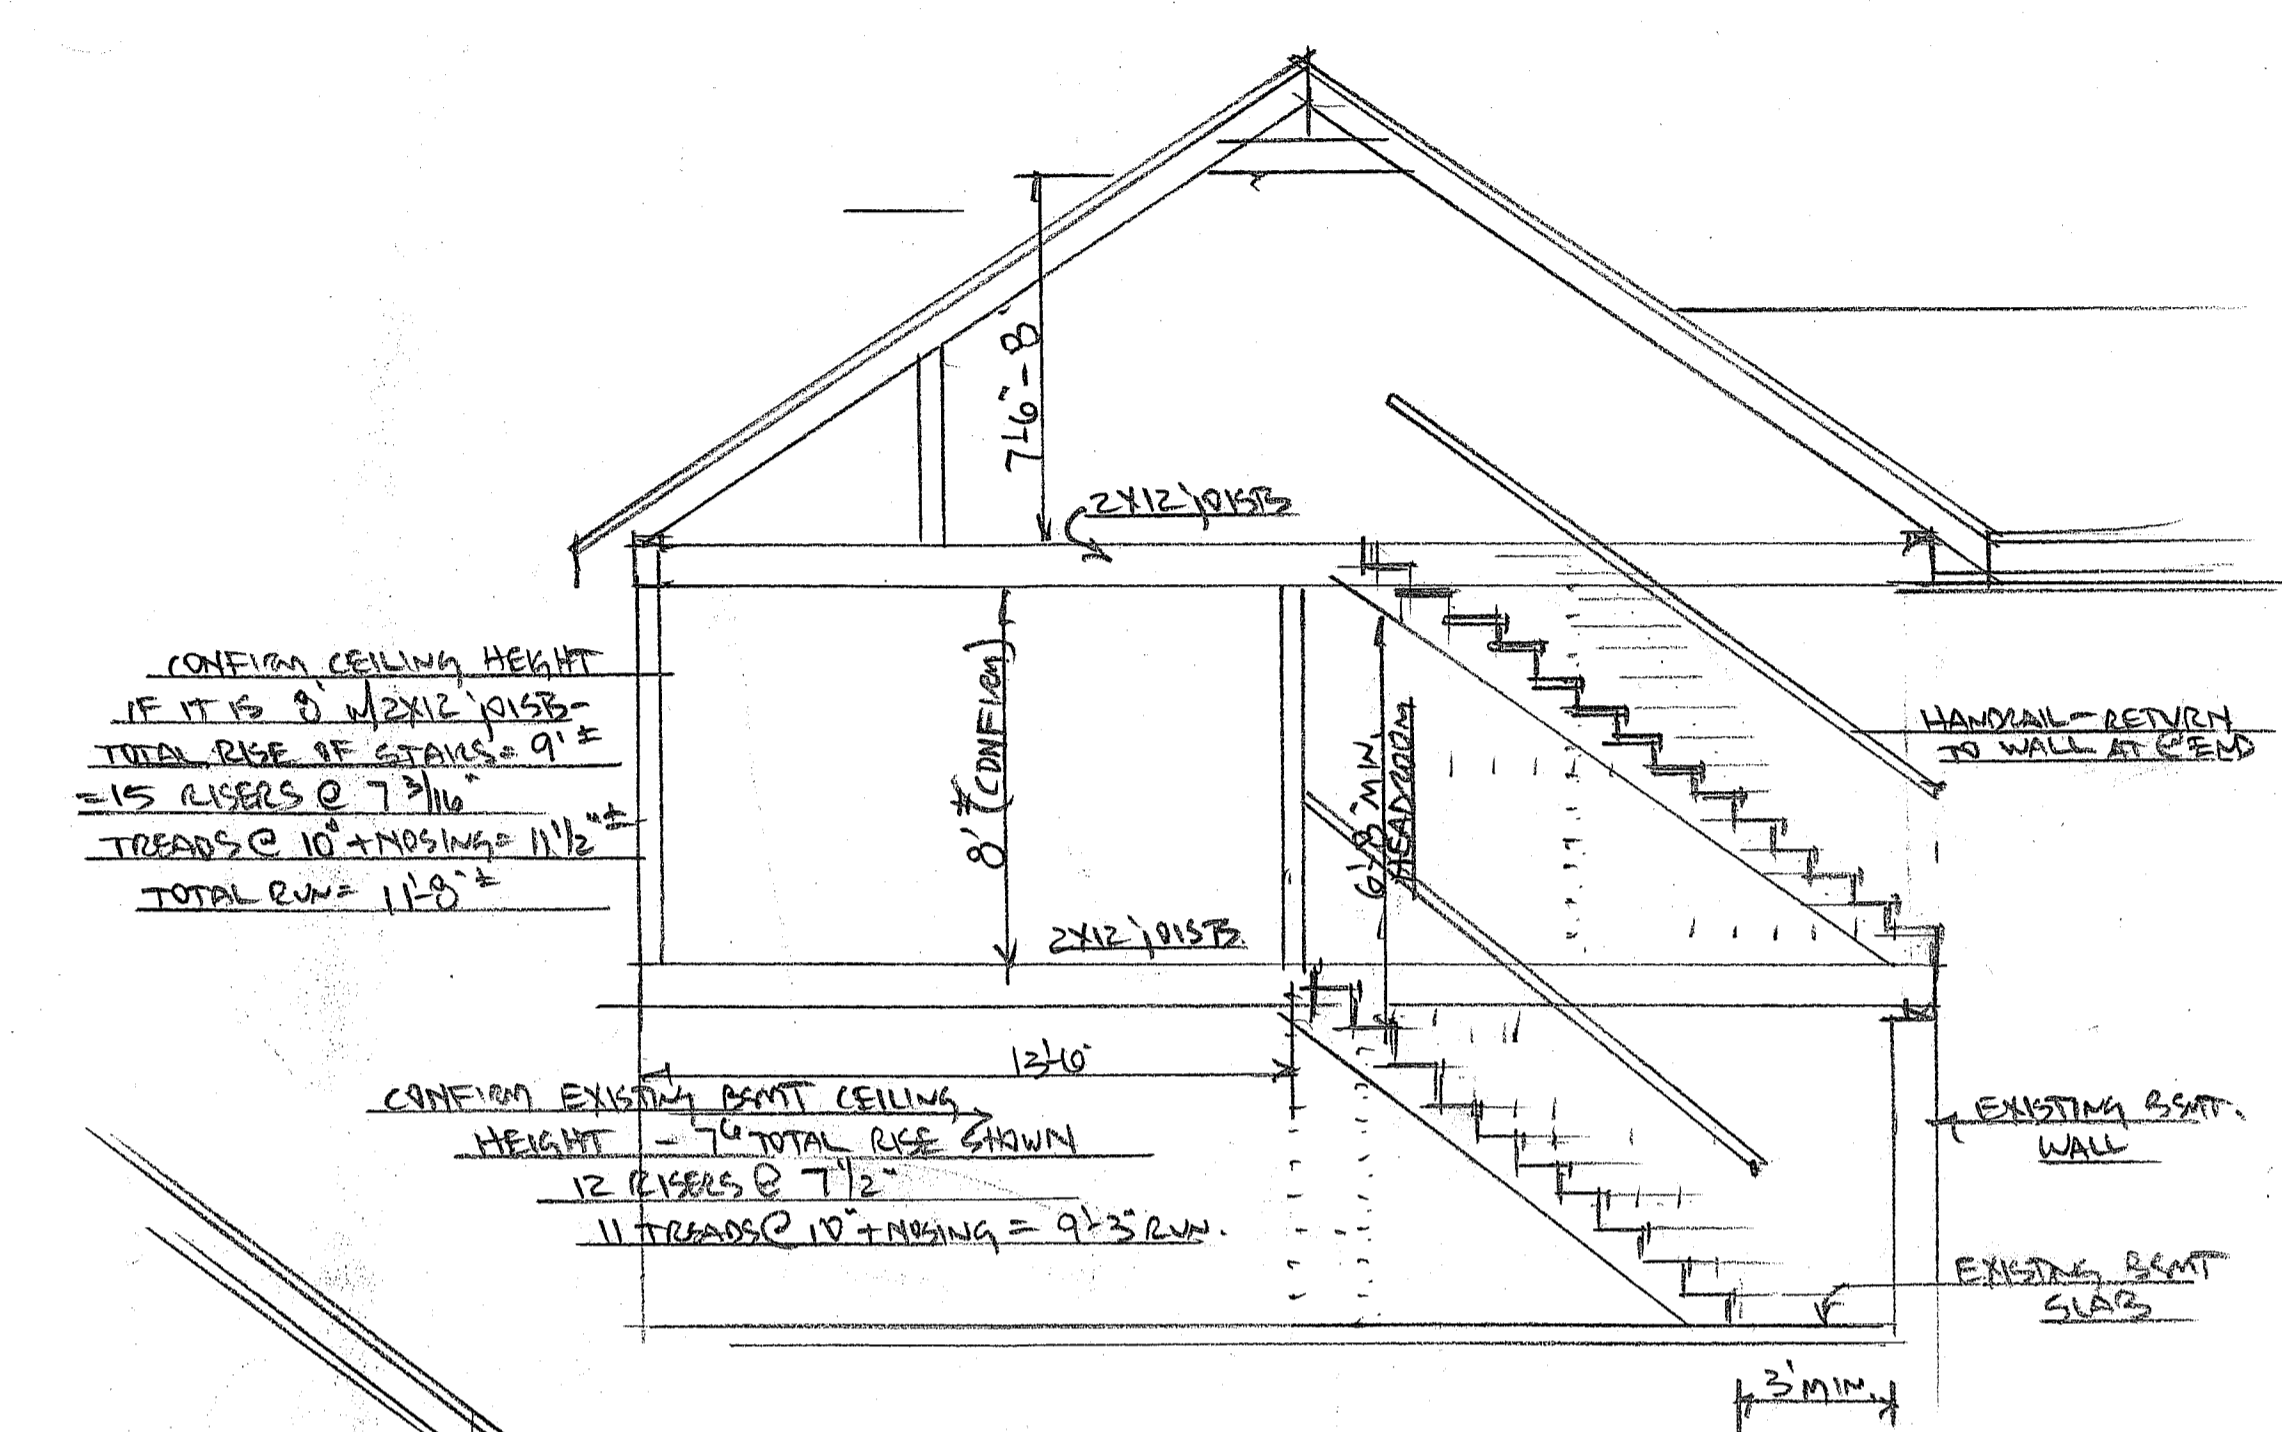 7'-6" - 8'
2X12 JOISTS
CONFIRM CEILING HEIGHT
IF IT IS 8' W/2X12 JOISTS-
TOTAL RISE OF STAIRS = 9' ±
=15 RISERS @ 7 3/16"
TREADS @ 10" + NOSING = 11 1/2" ±
TOTAL RUN = 11'-8" ±
8' ± (CONFIRM)
6'-8" MIN.
HEADROOM
HANDRAIL - RETURN
TO WALL AT @ END
2X12 JOISTS
13'-6"
CONFIRM EXISTING BSMT CEILING
HEIGHT - 7'6 TOTAL RISE SHOWN
12 RISERS @ 7 1/2"
11 TREADS @ 10" + NOSING = 9'-3" RUN.
EXISTING BSMT.
WALL
EXISTING BSMT
SLAB
3' MIN.